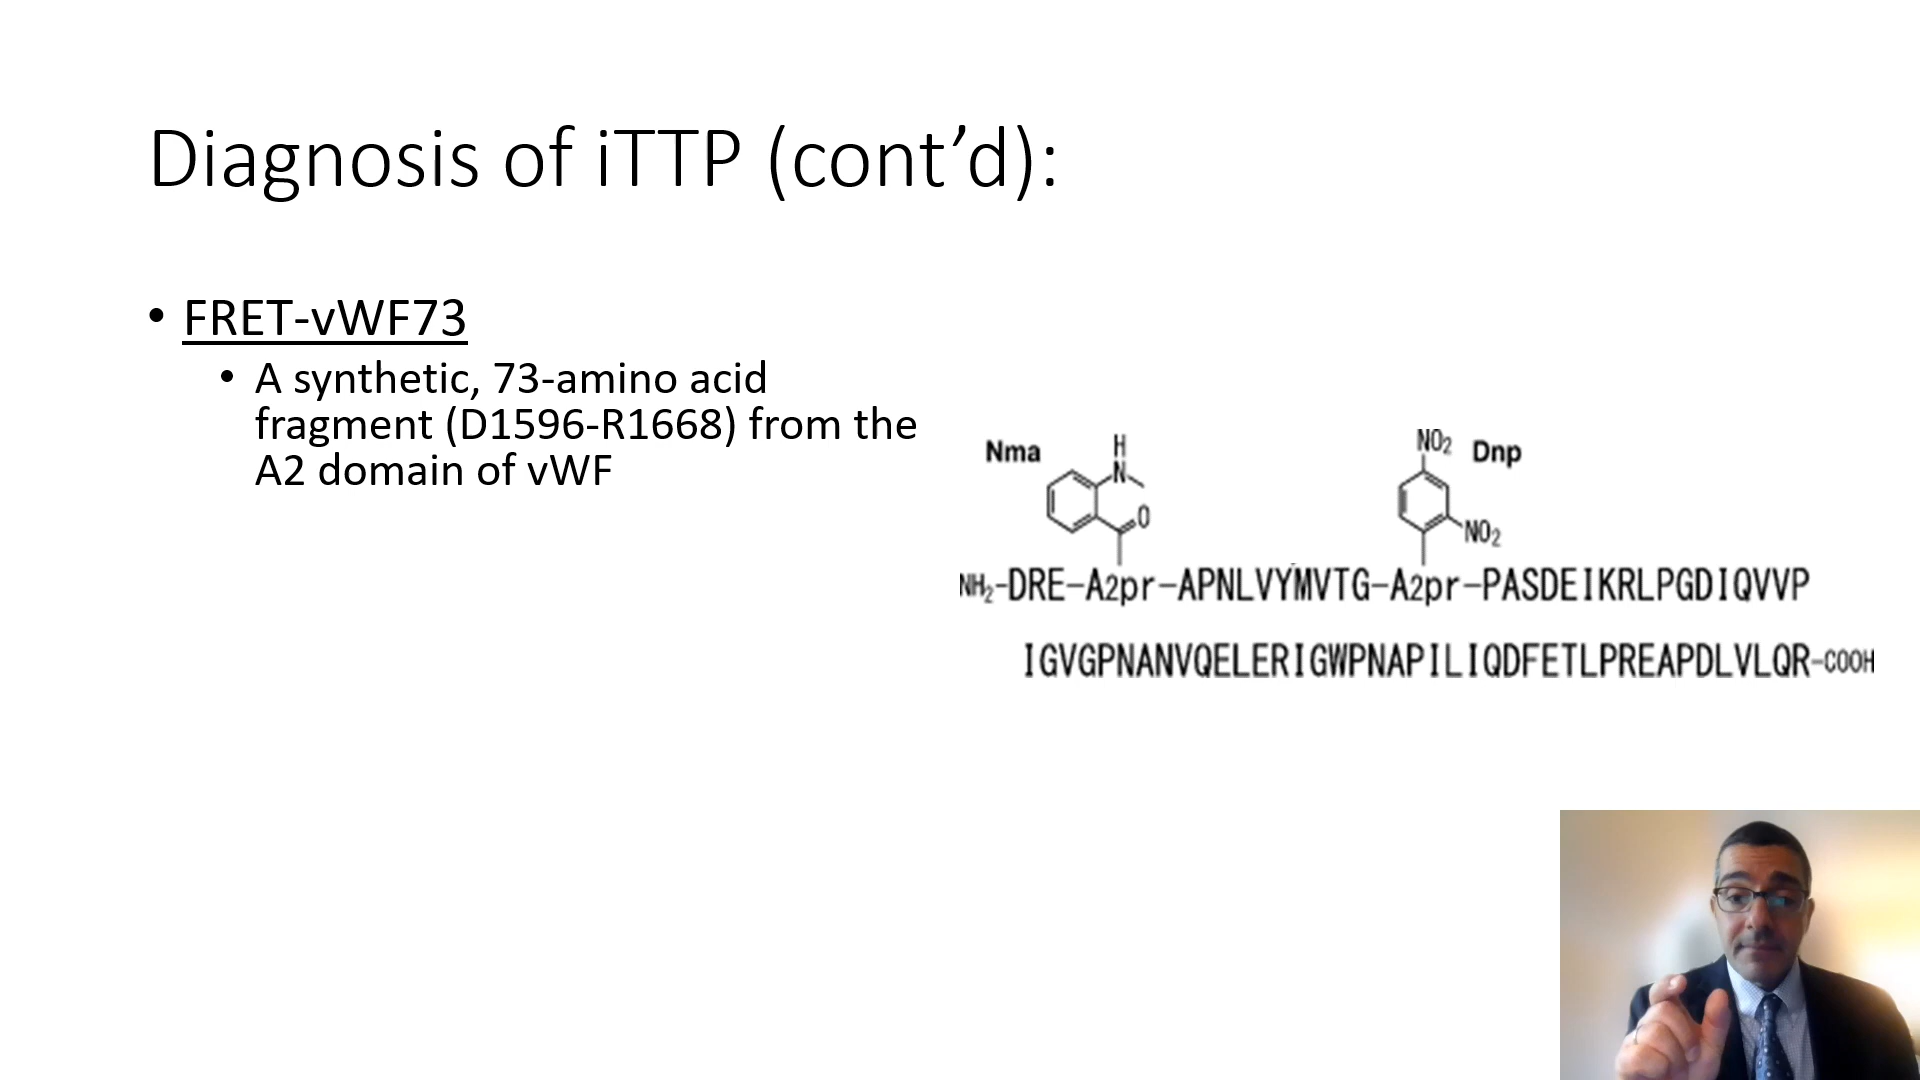 Diagnosis of iTTP (cont’d):
• FRET-vWF73
• A synthetic, 73-amino acid
fragment (D1596-R1668) from the
A2 domain of vWF
Nma
H
N
O
NO2
Dnp
NO2
NH2-DRE-A2pr-APNLVYMVTG-A2pr-PASDEIKRLPGDIQVVP
IGVGPNANVQELERIGWPNAPILIQDFETLPREAPDLVLQR-COOH